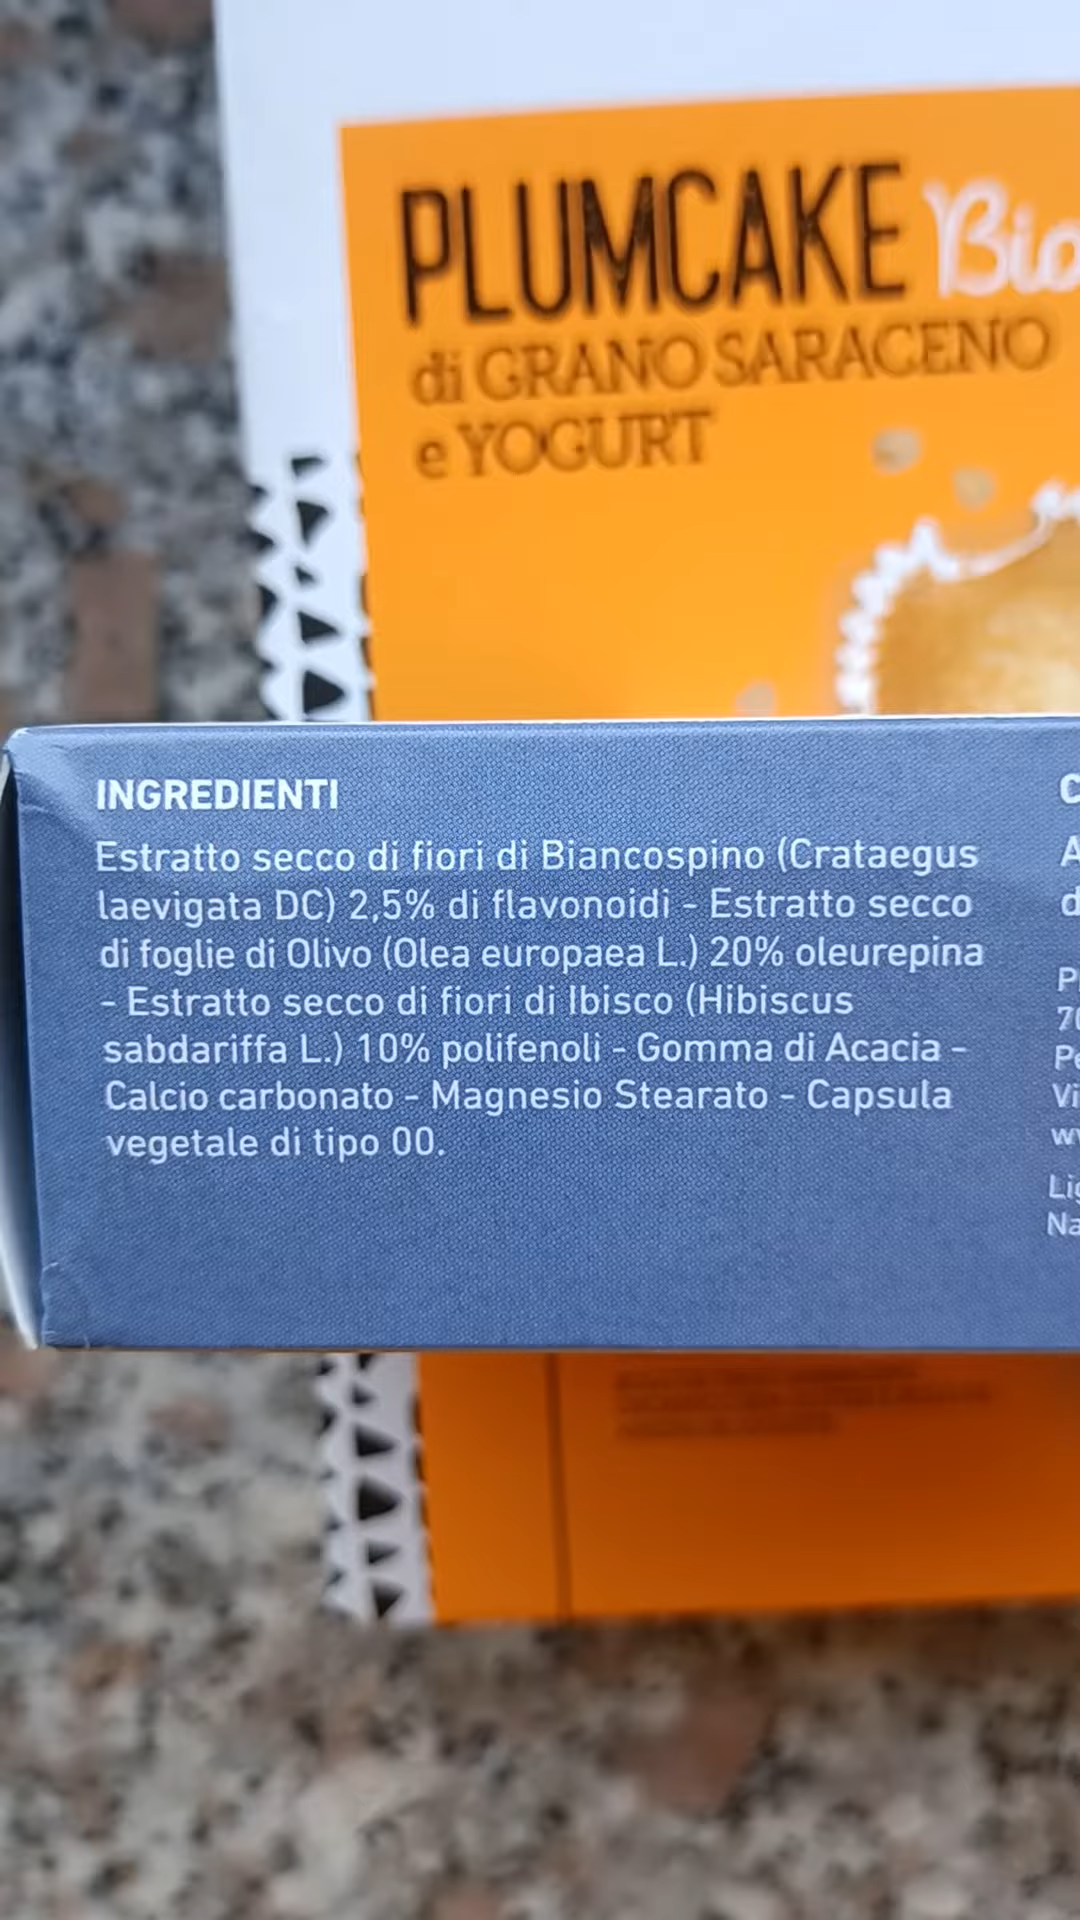 PLUMCAKE Bio
di GRANO SARACENO
e YOGURT
INGREDIENTI
Estratto secco di fiori di Biancospino (Crataegus
laevigata DC) 2,5% di flavonoidi - Estratto secco
di foglie di Olivo (Olea europaea L.) 20% oleurepina
- Estratto secco di fiori di Ibisco (Hibiscus
sabdariffa L.) 10% polifenoli - Gomma di Acacia -
Calcio carbonato - Magnesio Stearato - Capsula
vegetale di tipo 00.